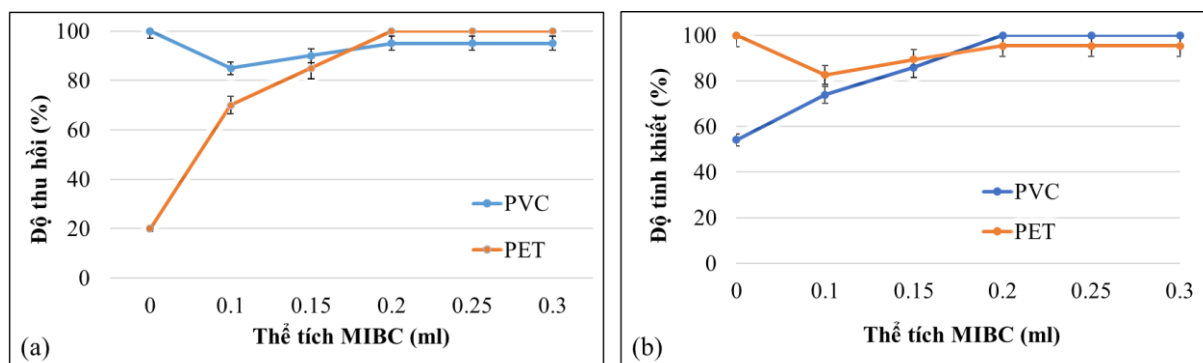 100
80
60
40
20
0
Độ thu hồi (%)
PVC
PET
0 0.1 0.15 0.2 0.25 0.3
Thể tích MIBC (ml)
(a)
100
80
60
40
20
0
Độ tinh khiết (%)
PVC
PET
0 0.1 0.15 0.2 0.25 0.3
Thể tích MIBC (ml)
(b)